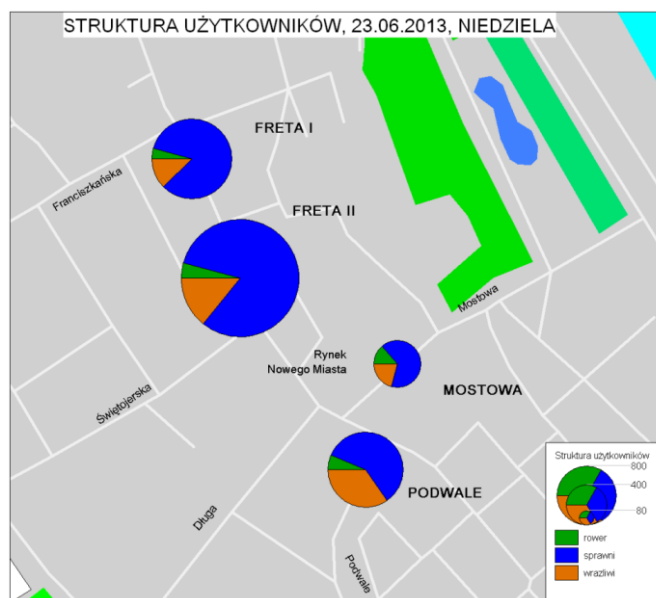 STRUKTURA UŻYTKOWNIKÓW, 23.06.2013, NIEDZIELA
FRETA I
Franciszkańska
FRETA II
Mostowa
Rynek
Nowego Miasta
MOSTOWA
Świętojerska
PODWALE
Długa
Podwale
Struktura użytkowników
800
400
80
rower
sprawni
wrażliwi